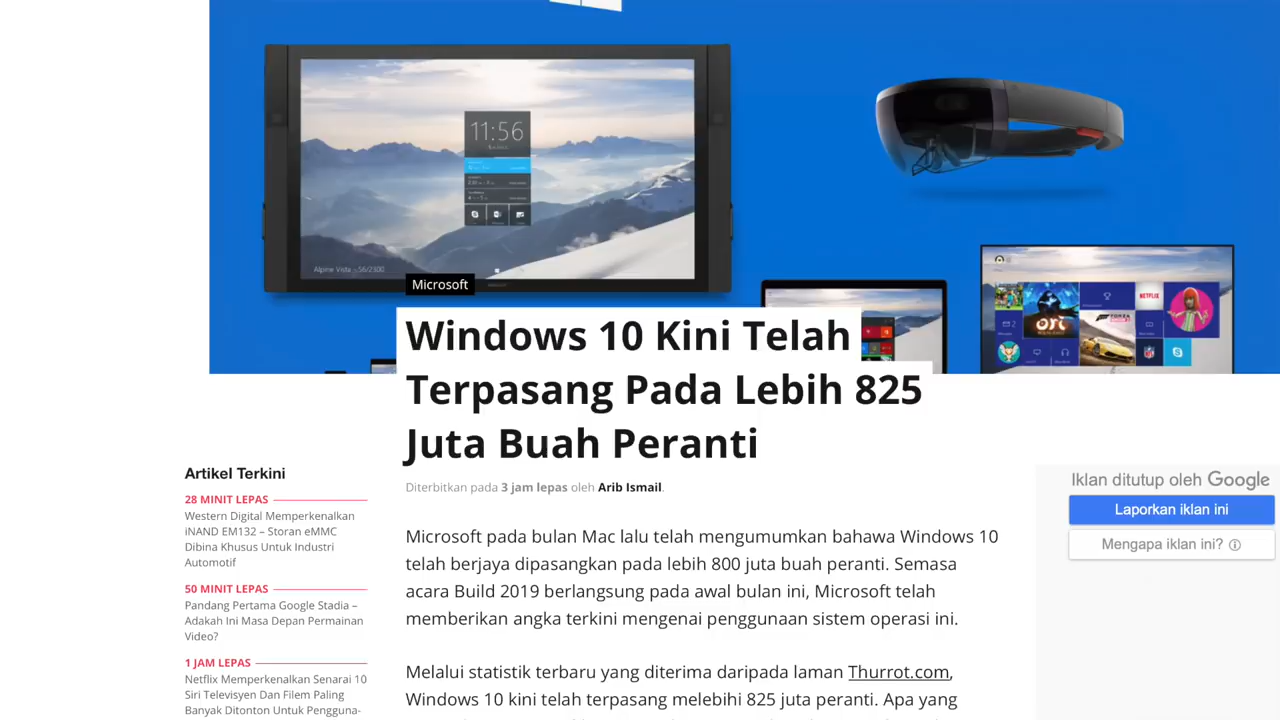 11:56
Alpine Vista - 56/2300
Microsoft
NETFLIX
ori
FORZA
Windows 10 Kini Telah
Terpasang Pada Lebih 825
Juta Buah Peranti
Diterbitkan pada 3 jam lepas oleh Arib Ismail.
Artikel Terkini
28 MINIT LEPAS
Western Digital Memperkenalkan
iNAND EM132 – Storan eMMC
Dibina Khusus Untuk Industri
Automotif
50 MINIT LEPAS
Pandang Pertama Google Stadia –
Adakah Ini Masa Depan Permainan
Video?
1 JAM LEPAS
Netflix Memperkenalkan Senarai 10
Siri Televisyen Dan Filem Paling
Banyak Ditonton Untuk Pengguna-
Microsoft pada bulan Mac lalu telah mengumumkan bahawa Windows 10
telah berjaya dipasangkan pada lebih 800 juta buah peranti. Semasa
acara Build 2019 berlangsung pada awal bulan ini, Microsoft telah
memberikan angka terkini mengenai penggunaan sistem operasi ini.
Melalui statistik terbaru yang diterima daripada laman Thurrot.com,
Windows 10 kini telah terpasang melebihi 825 juta peranti. Apa yang
Iklan ditutup oleh Google
Laporkan iklan ini
Mengapa iklan ini?